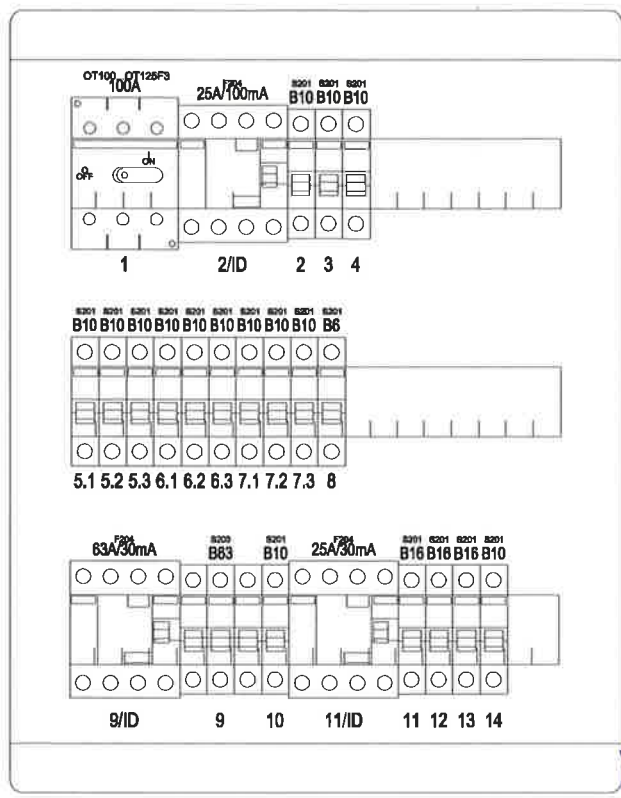 OT100...OT125F3 F204 S201 S201 S201
100A 25A/100mA B10 B10 B10
ON
OFF
1 2/ID 2 3 4
S201 S201 S201 S201 S201 S201 S201 S201 S201 S201
B10 B10 B10 B10 B10 B10 B10 B10 B10 B6
5.1 5.2 5.3 6.1 6.2 6.3 7.1 7.2 7.3 8
F204 S203 S201 F204 S201 S201 S201 S201
63A/30mA B63 B10 25A/30mA B16 B16 B16 B10
9/ID 9 10 11/ID 11 12 13 14